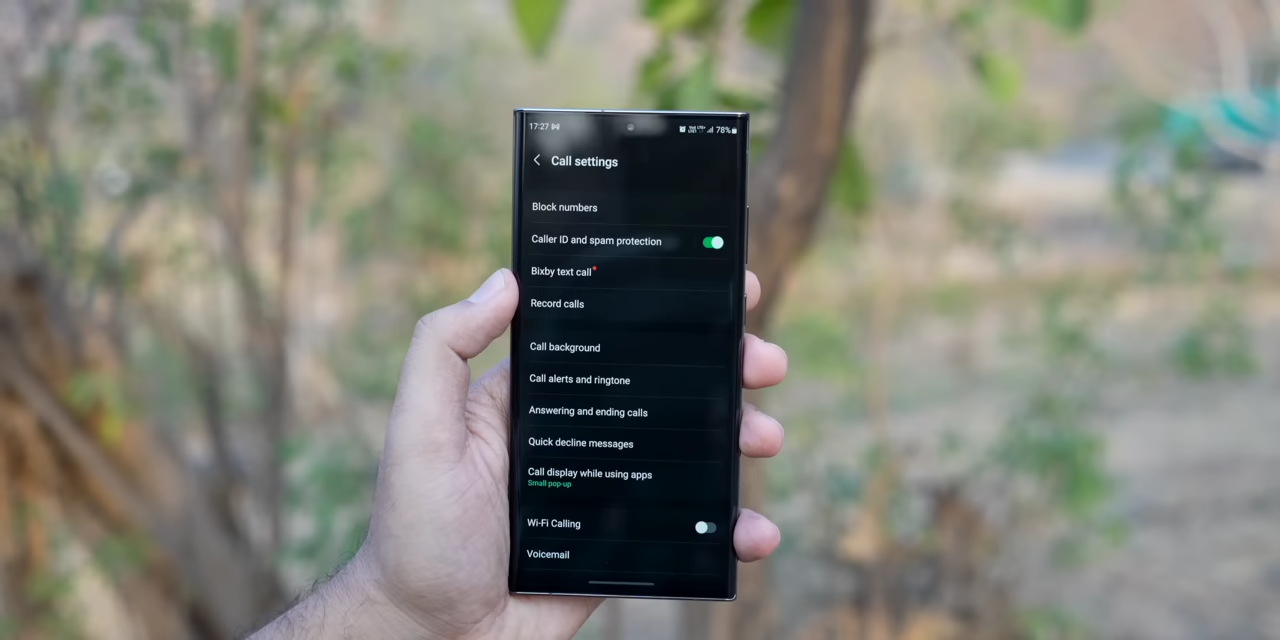 17:27
78%
Call settings
Block numbers
Caller ID and spam protection
Bixby text call
Record calls
Call background
Call alerts and ringtone
Answering and ending calls
Quick decline messages
Call display while using apps
Small pop-up
Wi-Fi Calling
Voicemail